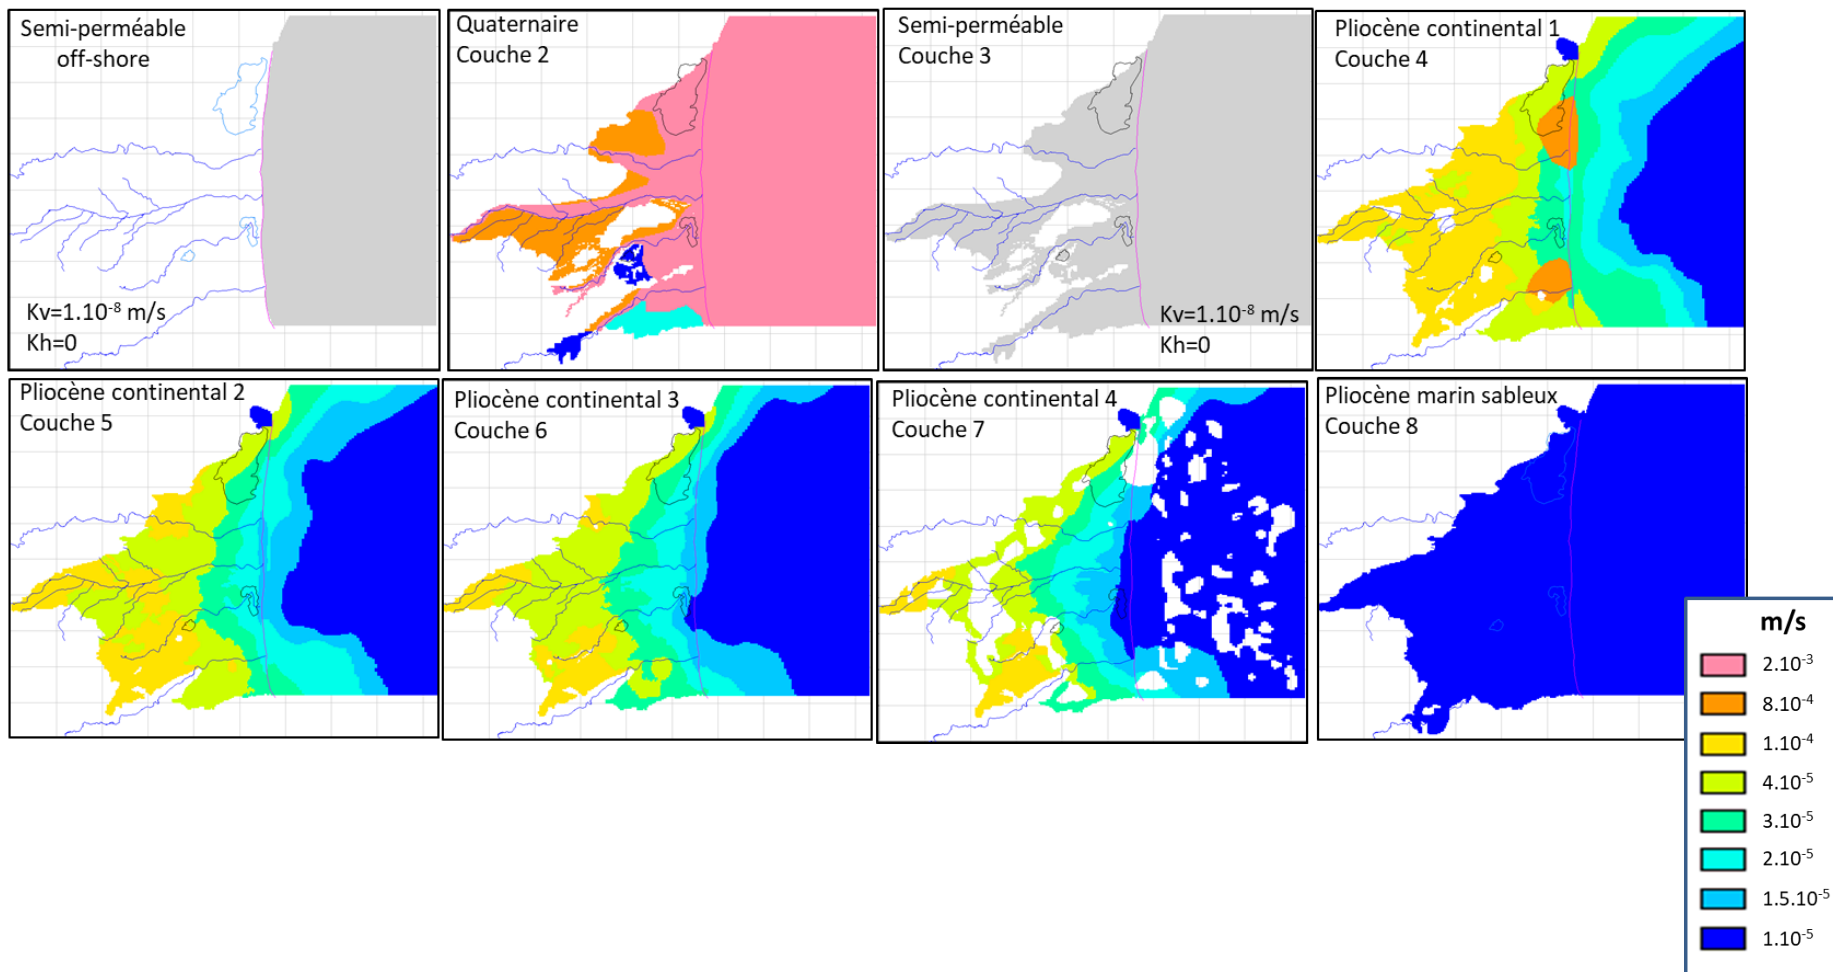 Semi-perméable
off-shore
Kv=1.10⁻⁸ m/s
Kh=0
Quaternaire
Couche 2
Semi-perméable
Couche 3
Kv=1.10⁻⁸ m/s
Kh=0
Pliocène continental 1
Couche 4
Pliocène continental 2
Couche 5
Pliocène continental 3
Couche 6
Pliocène continental 4
Couche 7
Pliocène marin sableux
Couche 8
m/s
2.10⁻³
8.10⁻⁴
1.10⁻⁴
4.10⁻⁵
3.10⁻⁵
2.10⁻⁵
1.5.10⁻⁵
1.10⁻⁵